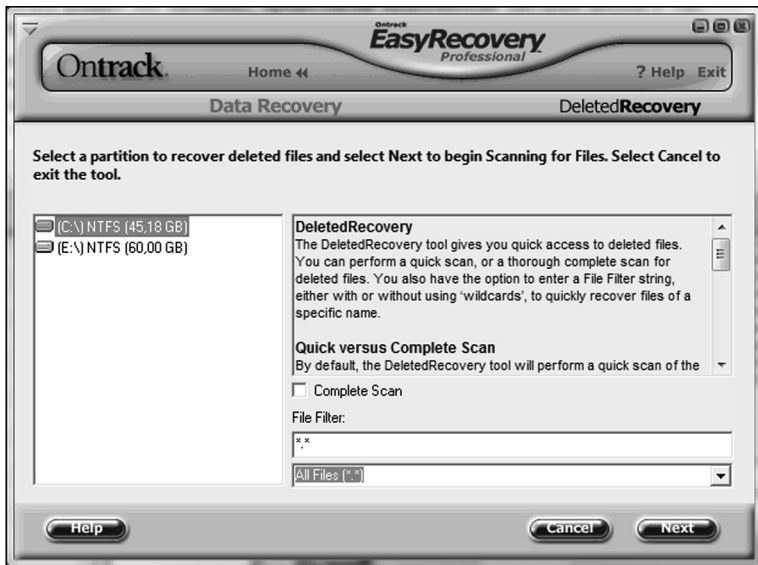 Ontrack
EasyRecovery
Professional
Ontrack.
Home
? Help Exit
Data Recovery
DeletedRecovery
Select a partition to recover deleted files and select Next to begin Scanning for Files. Select Cancel to
exit the tool.
(C:\) NTFS (45,18 GB)
(E:\) NTFS (60,00 GB)
DeletedRecovery
The DeletedRecovery tool gives you quick access to deleted files.
You can perform a quick scan, or a thorough complete scan for
deleted files. You also have the option to enter a File Filter string,
either with or without using 'wildcards', to quickly recover files of a
specific name.
Quick versus Complete Scan
By default, the DeletedRecovery tool will perform a quick scan of the
Complete Scan
File Filter:
*.*
All Files (*.*)
Help
Cancel
Next